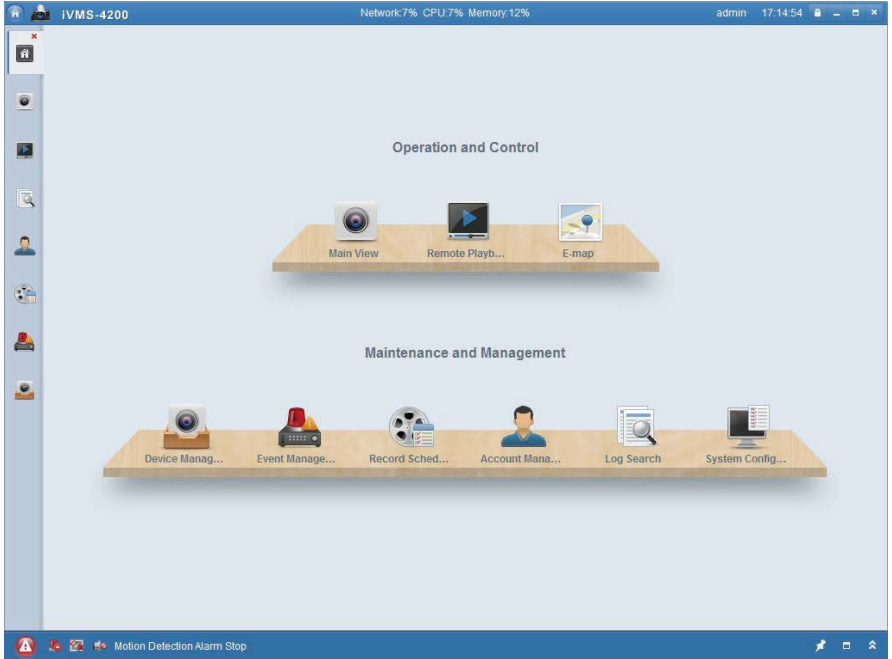 iVMS-4200 Network:7% CPU:7% Memory:12% admin 17:14:54
Operation and Control
Main View Remote Playb... E-map
Maintenance and Management
Device Manag... Event Manage... Record Sched... Account Mana... Log Search System Config...
Motion Detection Alarm Stop